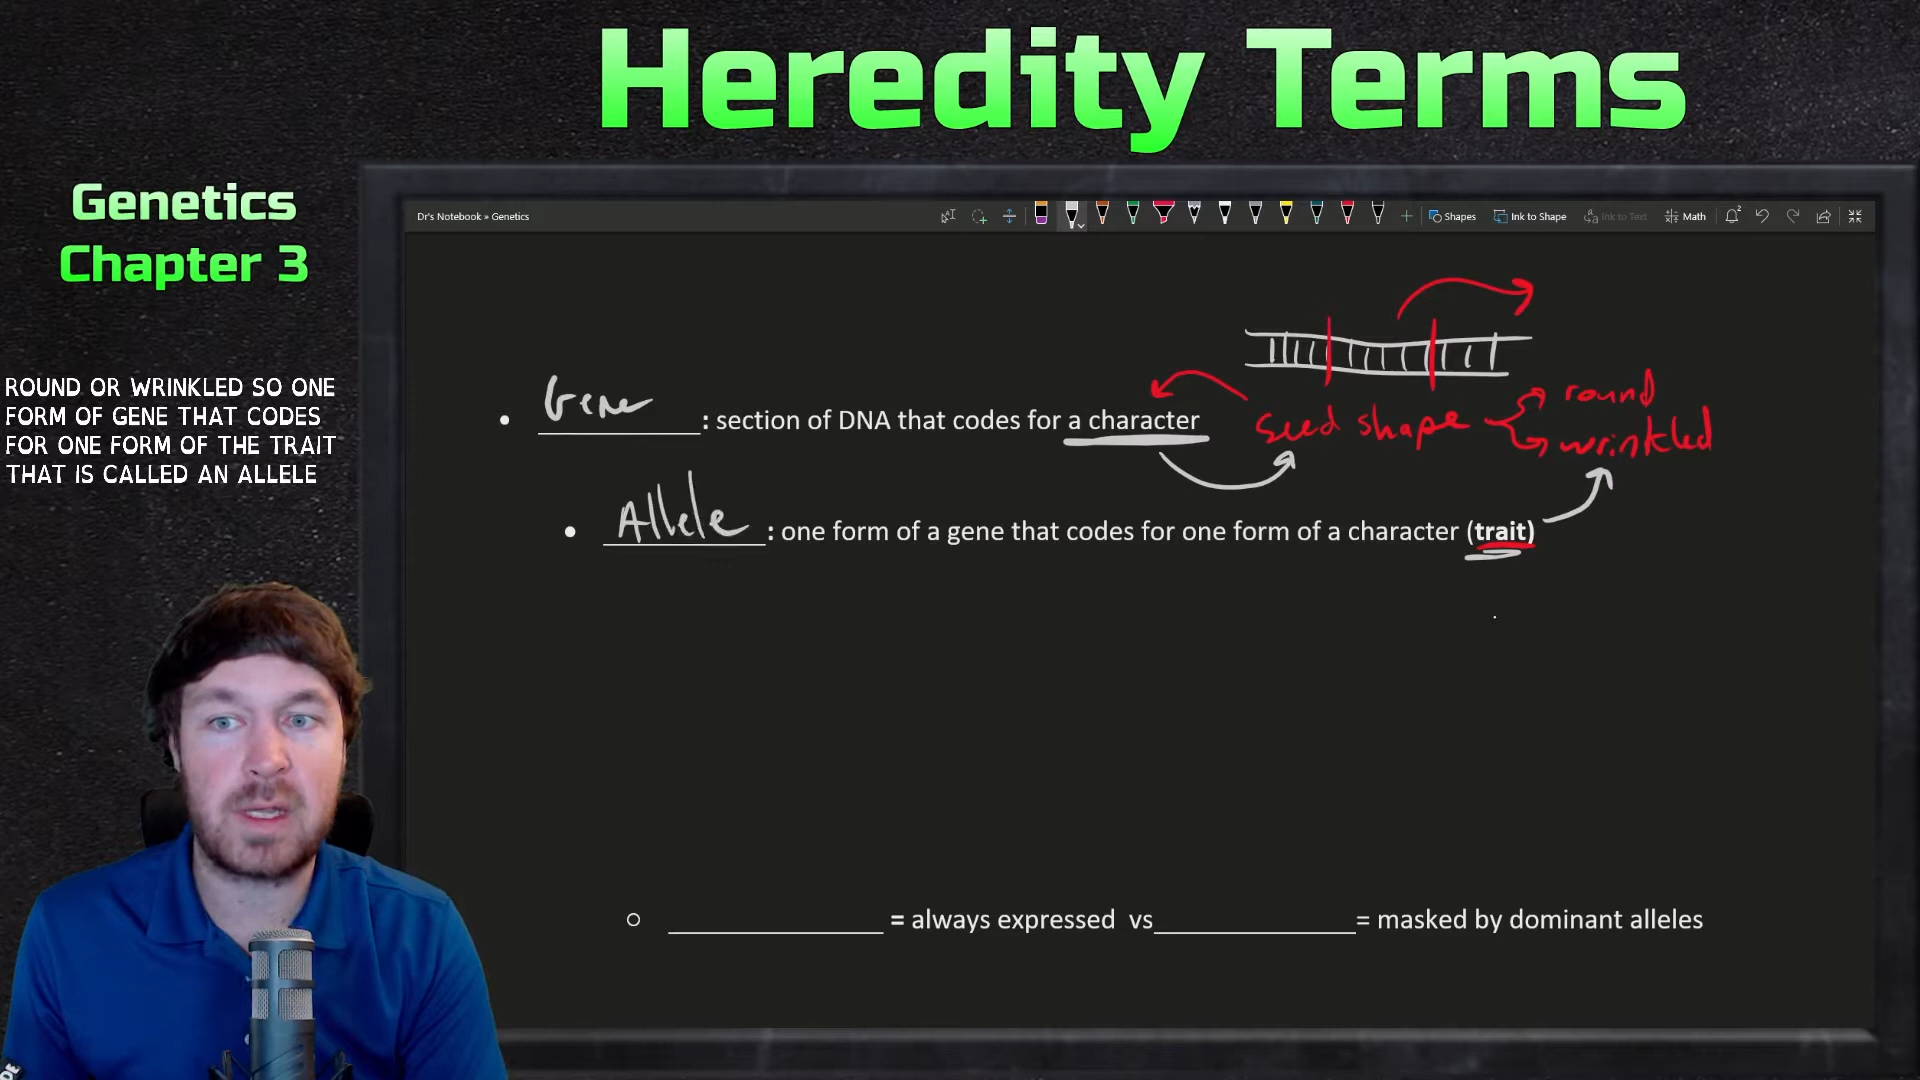 Heredity Terms
Genetics
Chapter 3
Dr's Notebook » Genetics
Shapes
Ink to Shape
Ink to Text
Math
ROUND OR WRINKLED SO ONE
FORM OF GENE THAT CODES
FOR ONE FORM OF THE TRAIT
THAT IS CALLED AN ALLELE
Gene : section of DNA that codes for a character
seed shape
round
wrinkled
Allele : one form of a gene that codes for one form of a character (trait)
= always expressed vs = masked by dominant alleles